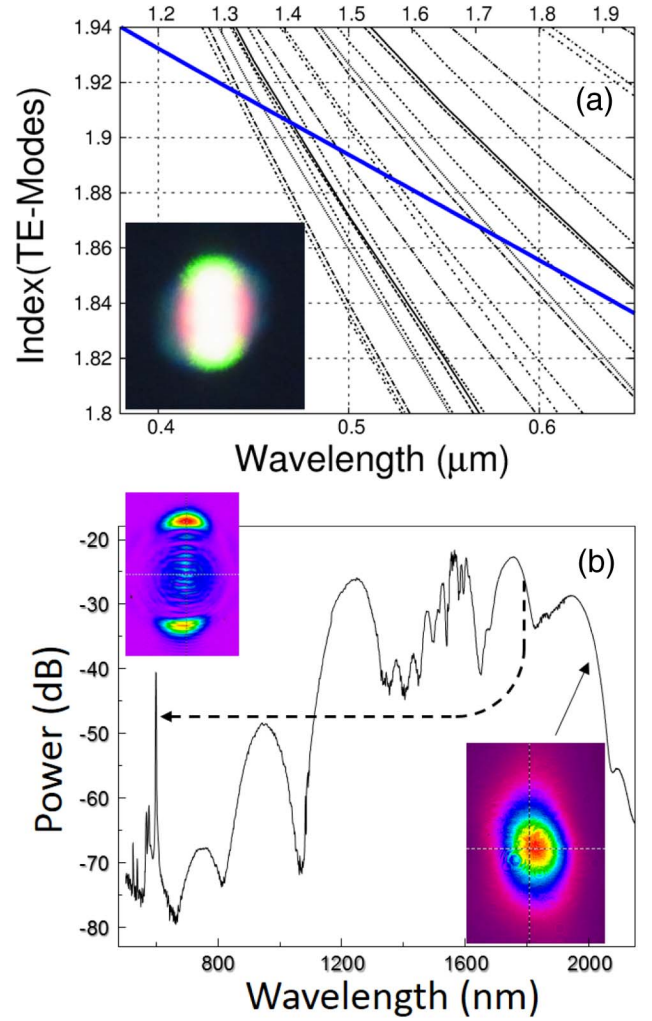 1.2 1.3 1.4 1.5 1.6 1.7 1.8 1.9
1.94
(a)
1.92
1.9
1.88
1.86
1.84
1.82
1.8
Index(TE-Modes)
0.4 0.5 0.6
Wavelength (μm)
(b)
-20
-30
-40
-50
-60
-70
-80
Power (dB)
800 1200 1600 2000
Wavelength (nm)